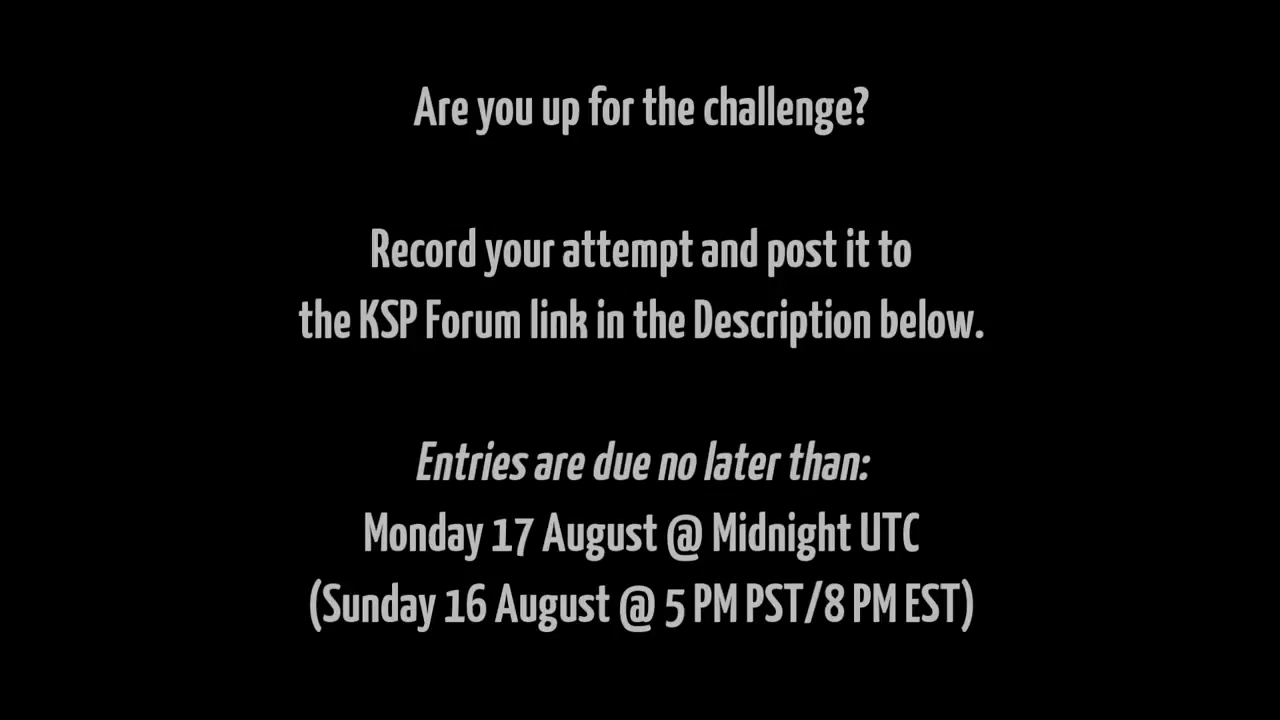 Are you up for the challenge?
Record your attempt and post it to
the KSP Forum link in the Description below.
Entries are due no later than:
Monday 17 August @ Midnight UTC
(Sunday 16 August @ 5 PM PST/8 PM EST)